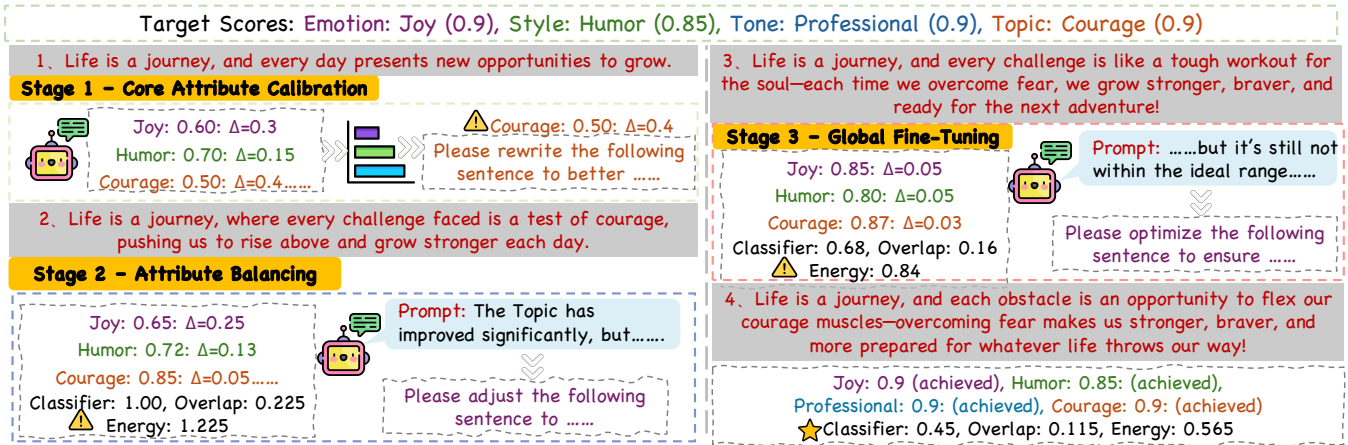 Target Scores: Emotion: Joy (0.9), Style: Humor (0.85), Tone: Professional (0.9), Topic: Courage (0.9)
1、Life is a journey, and every day presents new opportunities to grow.
Stage 1 – Core Attribute Calibration
Joy: 0.60: Δ=0.3
Humor: 0.70: Δ=0.15
Courage: 0.50: Δ=0.4......
Courage: 0.50: Δ=0.4
Please rewrite the following
sentence to better ......
2、Life is a journey, where every challenge faced is a test of courage,
pushing us to rise above and grow stronger each day.
Stage 2 – Attribute Balancing
Joy: 0.65: Δ=0.25
Humor: 0.72: Δ=0.13
Courage: 0.85: Δ=0.05......
Classifier: 1.00, Overlap: 0.225
Energy: 1.225
Prompt: The Topic has
improved significantly, but.......
Please adjust the following
sentence to ......
3、Life is a journey, and every challenge is like a tough workout for
the soul—each time we overcome fear, we grow stronger, braver, and
ready for the next adventure!
Stage 3 – Global Fine-Tuning
Joy: 0.85: Δ=0.05
Humor: 0.80: Δ=0.05
Courage: 0.87: Δ=0.03
Classifier: 0.68, Overlap: 0.16
Energy: 0.84
Prompt: ......but it's still not
within the ideal range......
Please optimize the following
sentence to ensure ......
4、Life is a journey, and each obstacle is an opportunity to flex our
courage muscles—overcoming fear makes us stronger, braver, and
more prepared for whatever life throws our way!
Joy: 0.9 (achieved), Humor: 0.85: (achieved),
Professional: 0.9: (achieved), Courage: 0.9: (achieved)
Classifier: 0.45, Overlap: 0.115, Energy: 0.565